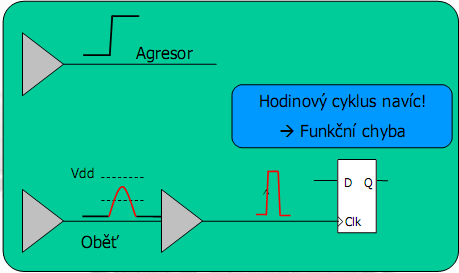 Agresor
Hodinový cyklus navíc!
→ Funkční chyba
Vdd
D Q
Clk
Oběť